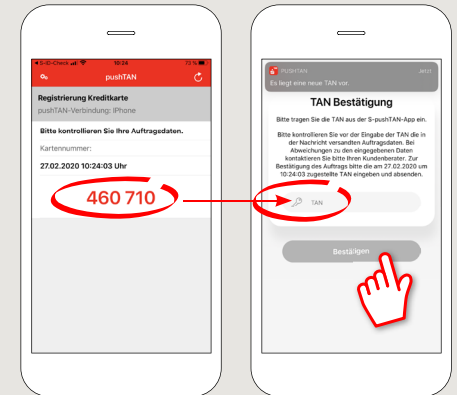 S-ID-Check
10:24
73 %
pushTAN
Registrierung Kreditkarte
pushTAN-Verbindung: IPhone
Bitte kontrollieren Sie Ihre Auftragsdaten.
Kartennummer:
27.02.2020 10:24:03 Uhr
460 710
PUSHTAN
Jetzt
Es liegt eine neue TAN vor.
TAN Bestätigung
Bitte tragen Sie die TAN aus der S-pushTAN-App ein.
Bitte kontrollieren Sie vor der Eingabe der TAN die in
der Nachricht versandten Auftragsdaten. Bei
Abweichungen zu den eingegebenen Daten
kontaktieren Sie bitte Ihren Kundenberater. Zur
Bestätigung des Auftrags bitte die am 27.02.2020 um
10:24:03 zugestellte TAN eingeben und absenden.
TAN
Bestätigen